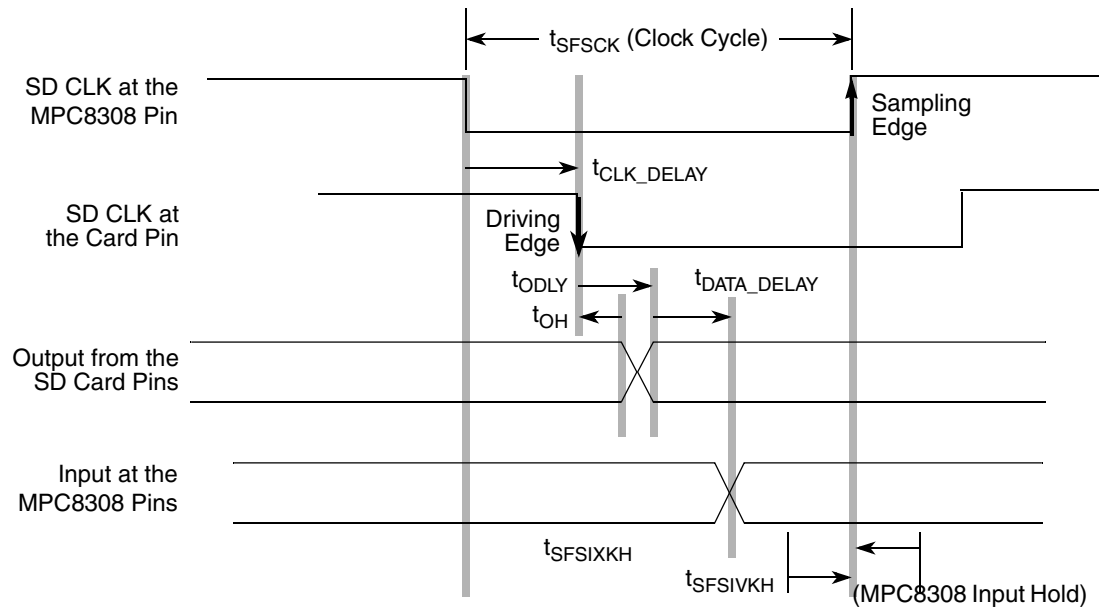 tSFSCK (Clock Cycle)
SD CLK at the
MPC8308 Pin
Sampling
Edge
tCLK_DELAY
SD CLK at
the Card Pin
Driving
Edge
tODLY
tDATA_DELAY
tOH
Output from the
SD Card Pins
Input at the
MPC8308 Pins
tSFSIXKH
tSFSIVKH
(MPC8308 Input Hold)